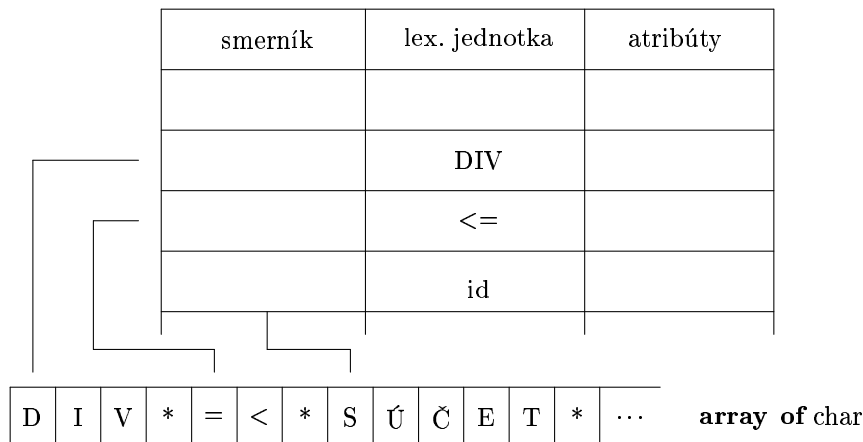 smerník lex. jednotka atribúty
DIV
<=
id
D I V * = < * S Ú Č E T * ··· array of char